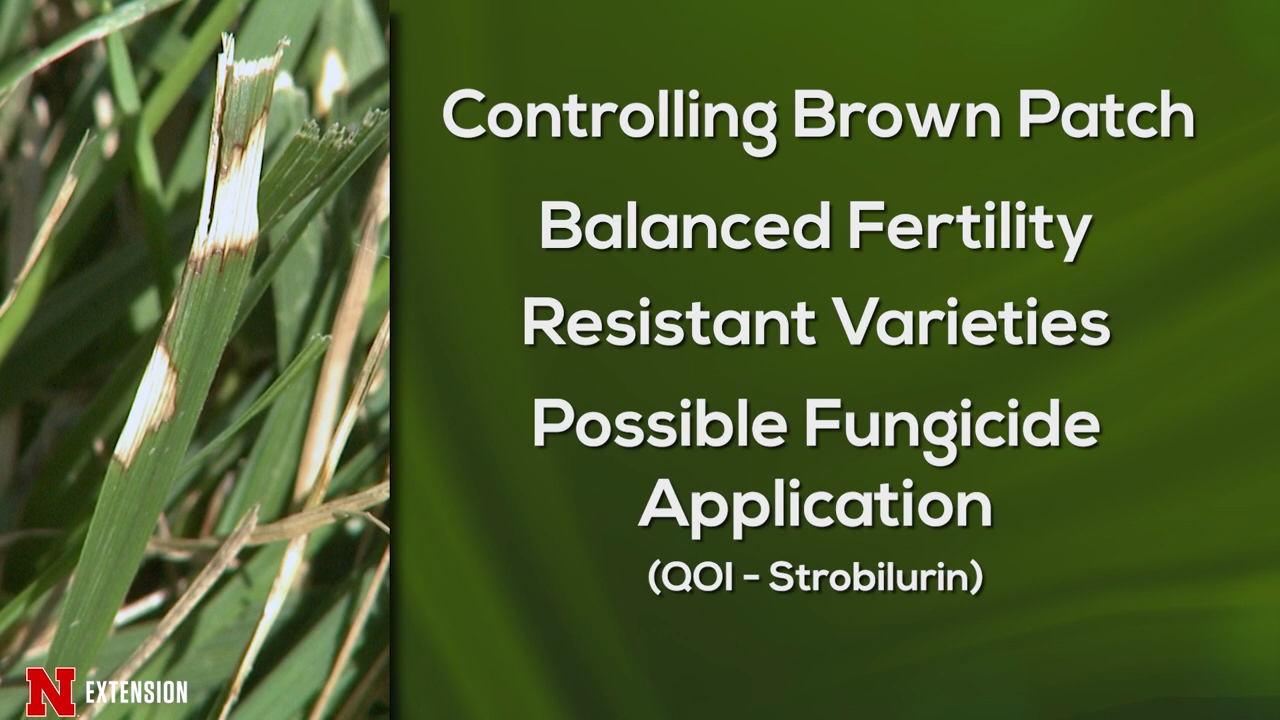 Controlling Brown Patch
Balanced Fertility
Resistant Varieties
Possible Fungicide
Application
(QOI - Strobilurin)
N EXTENSION